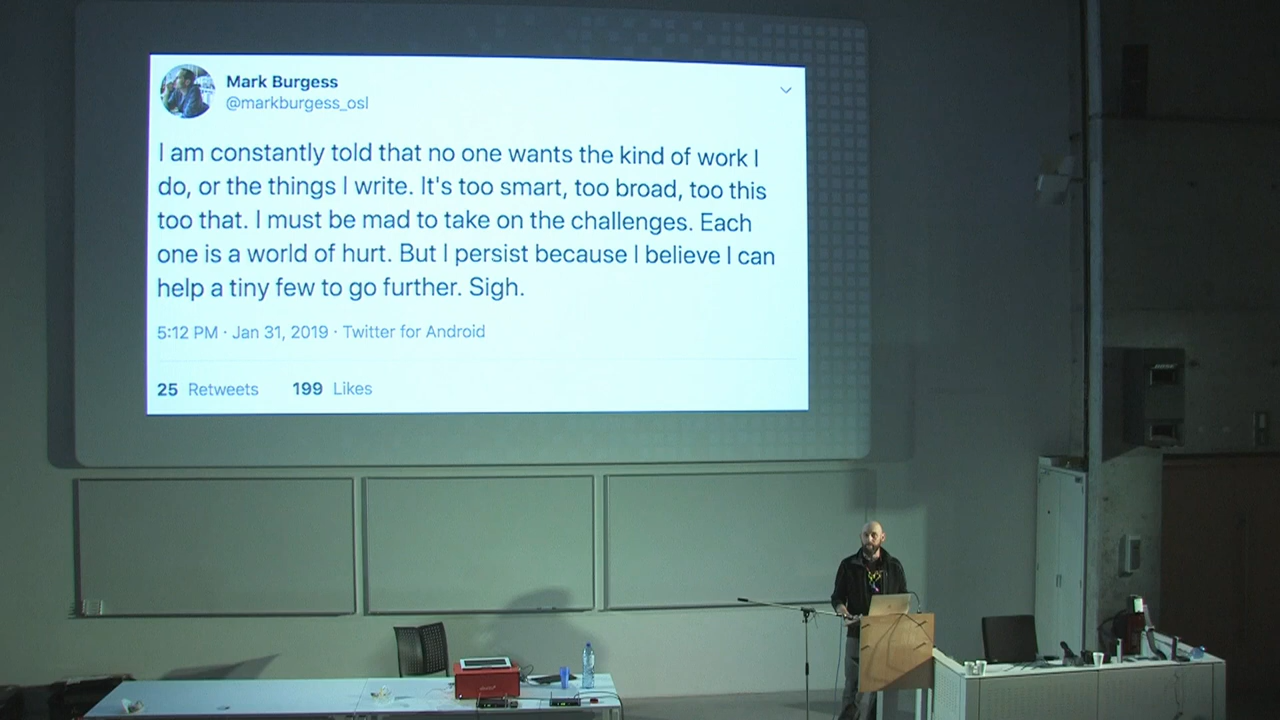 Mark Burgess
@markburgess_osl
I am constantly told that no one wants the kind of work I
do, or the things I write. It's too smart, too broad, too this
too that. I must be mad to take on the challenges. Each
one is a world of hurt. But I persist because I believe I can
help a tiny few to go further. Sigh.
5:12 PM · Jan 31, 2019 · Twitter for Android
25 Retweets 199 Likes